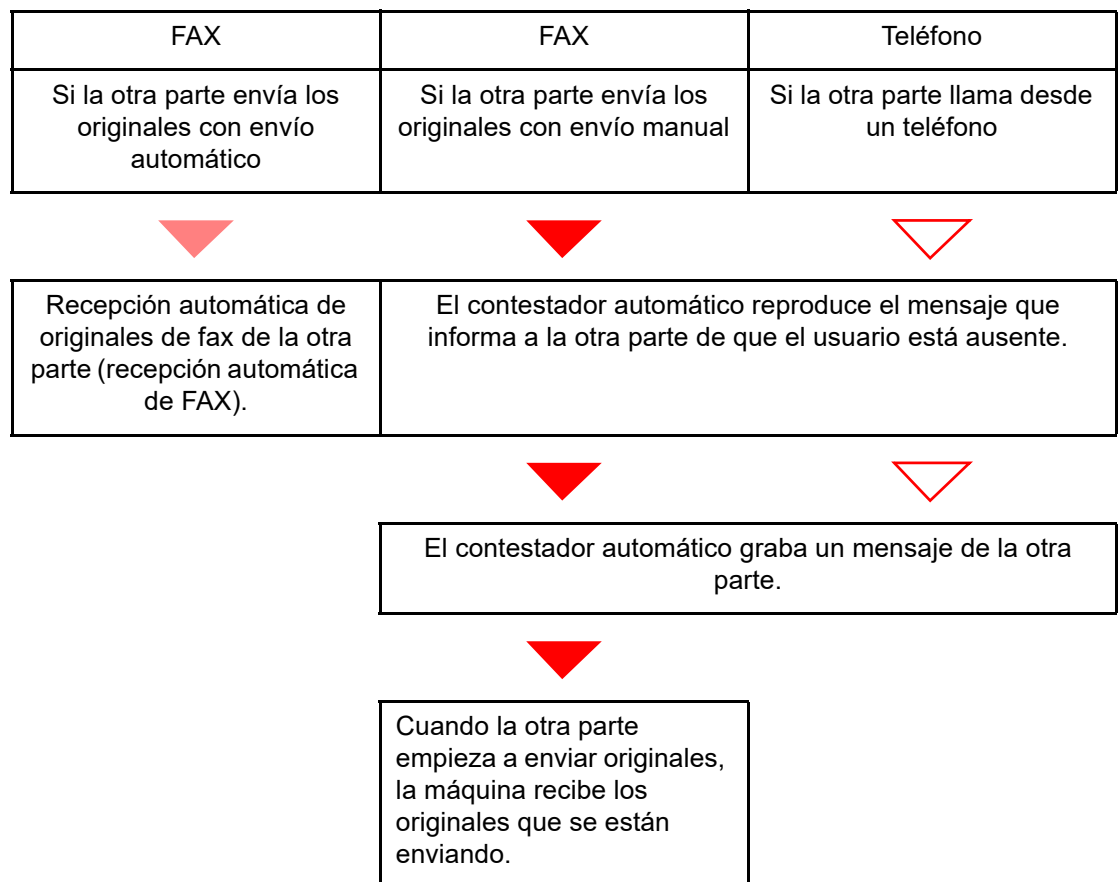 FAX
FAX
Teléfono
Si la otra parte envía los
originales con envío
automático
Si la otra parte envía los
originales con envío manual
Si la otra parte llama desde
un teléfono
Recepción automática de
originales de fax de la otra
parte (recepción automática
de FAX).
El contestador automático reproduce el mensaje que
informa a la otra parte de que el usuario está ausente.
El contestador automático graba un mensaje de la otra
parte.
Cuando la otra parte
empieza a enviar originales,
la máquina recibe los
originales que se están
enviando.